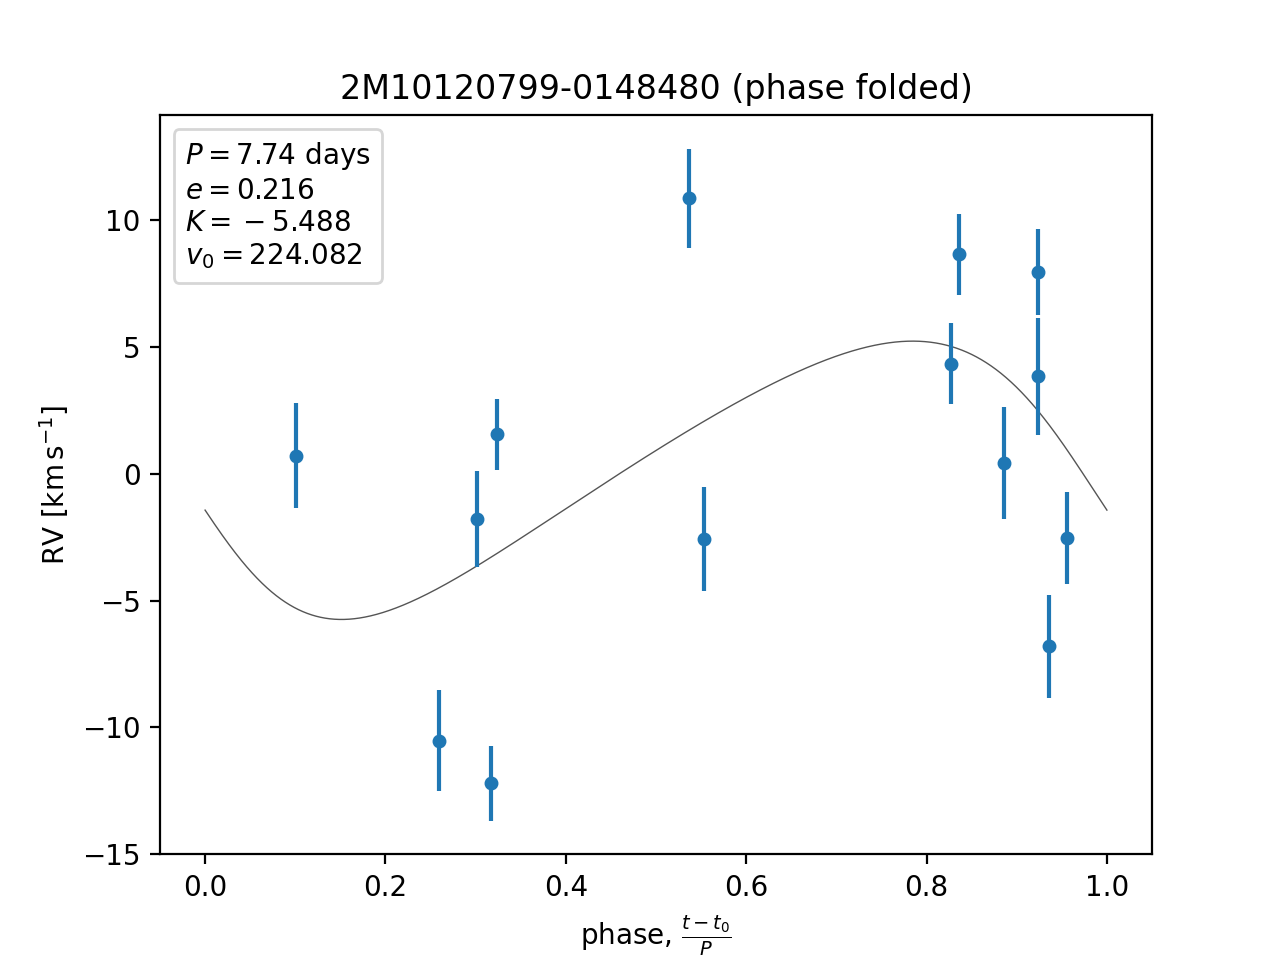 2M10120799-0148480 (phase folded)
P = 7.74 days
e = 0.216
K = −5.488
v₀ = 224.082
10
5
0
−5
−10
−15
RV [km s⁻¹]
0.0 0.2 0.4 0.6 0.8 1.0
phase, (t − t₀)/P